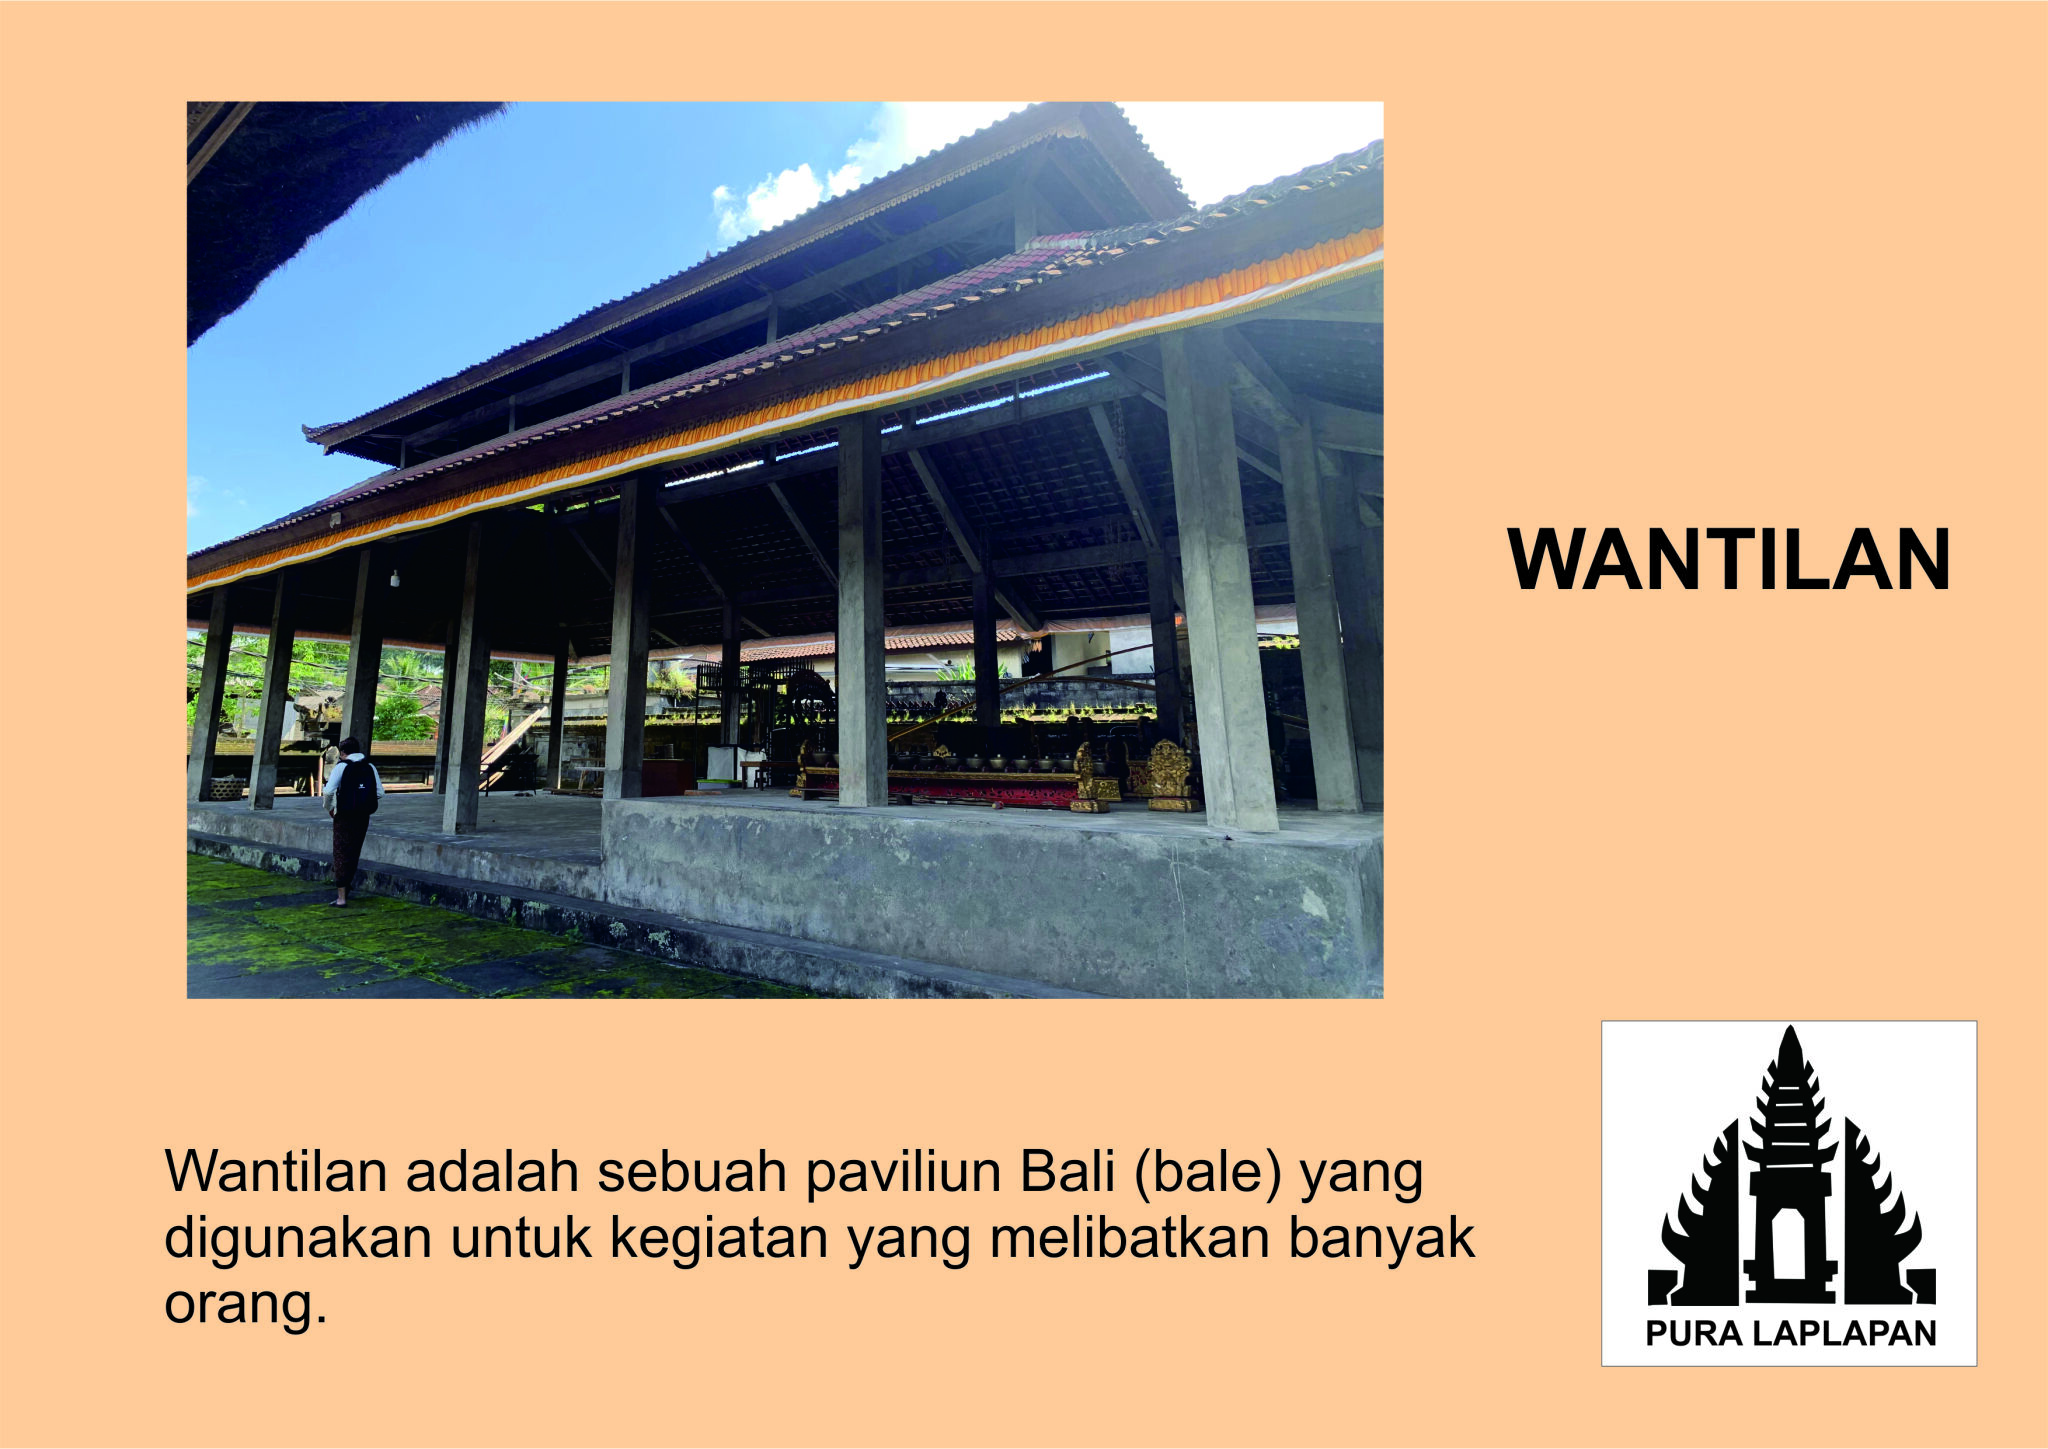 WANTILAN
Wantilan adalah sebuah paviliun Bali (bale) yang
digunakan untuk kegiatan yang melibatkan banyak
orang.
PURA LAPLAPAN